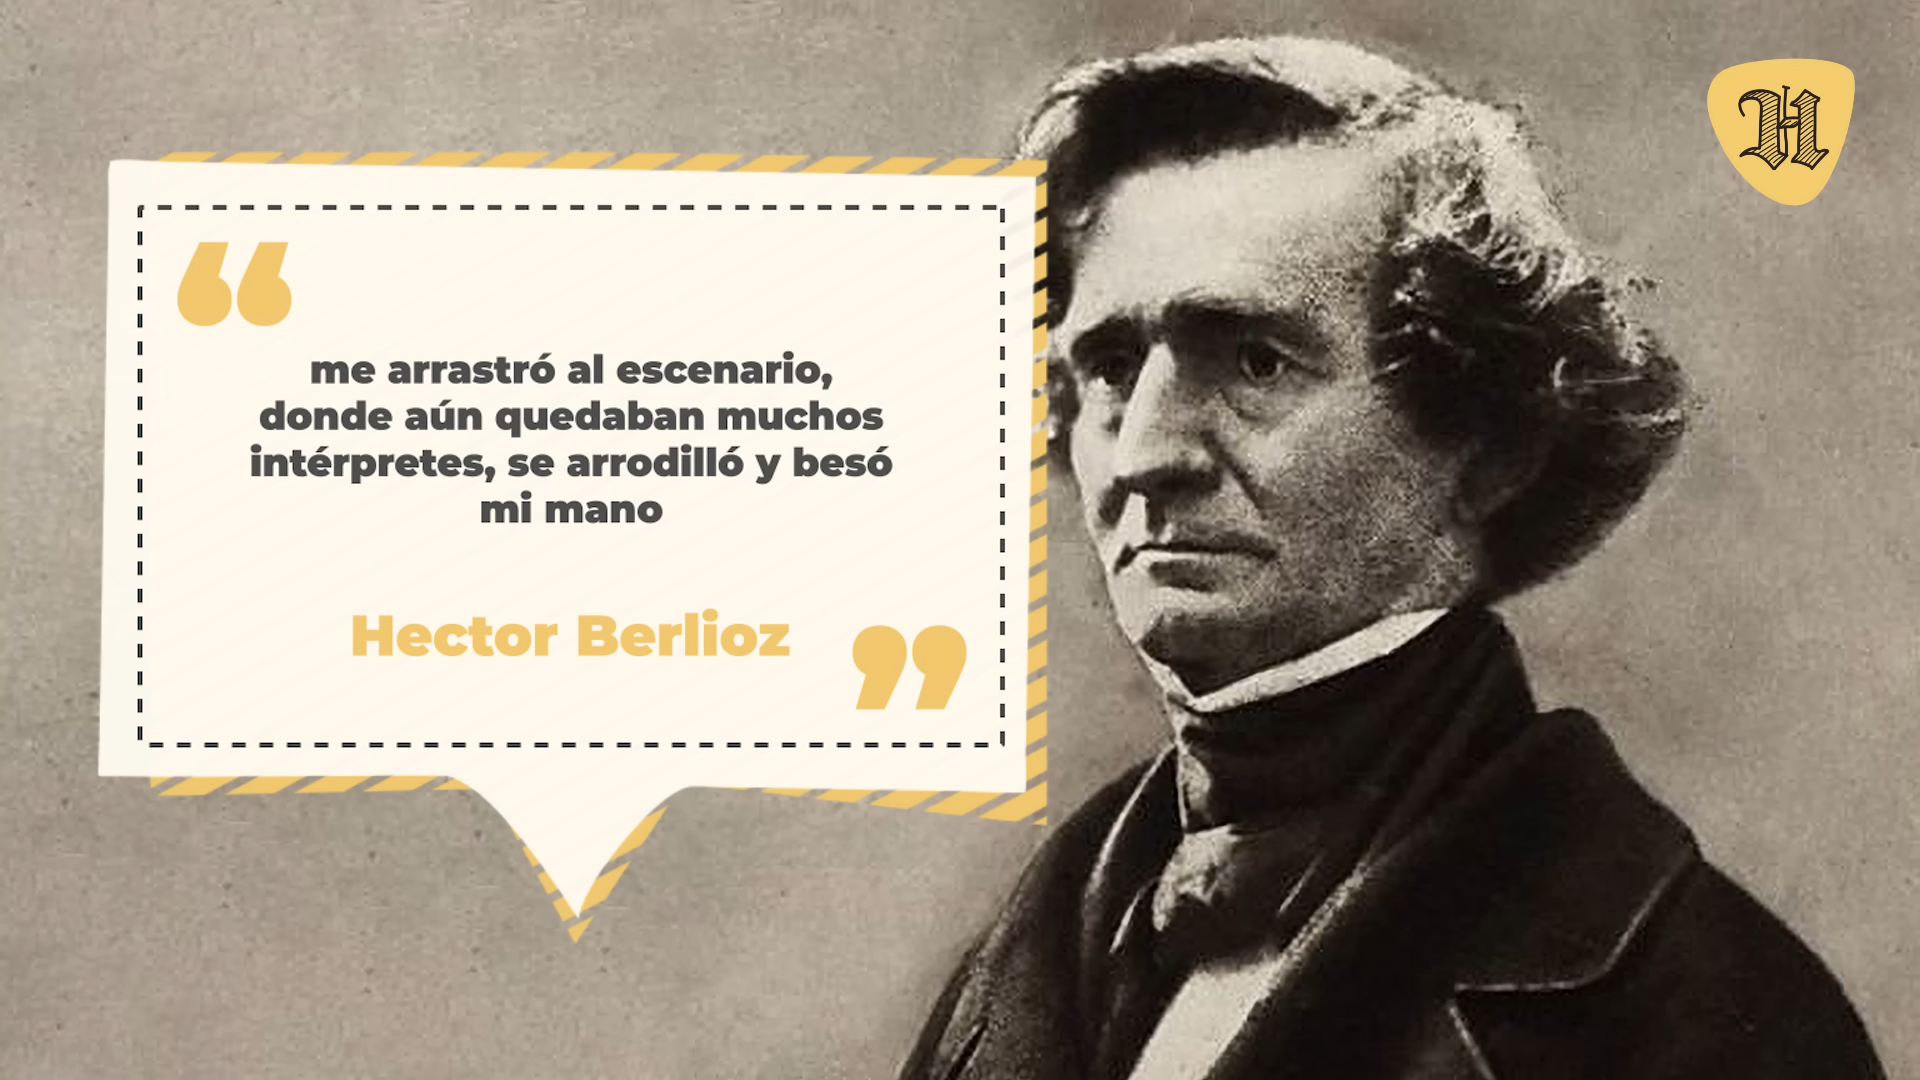 H
me arrastró al escenario,
donde aún quedaban muchos
intérpretes, se arrodilló y besó
mi mano
Hector Berlioz